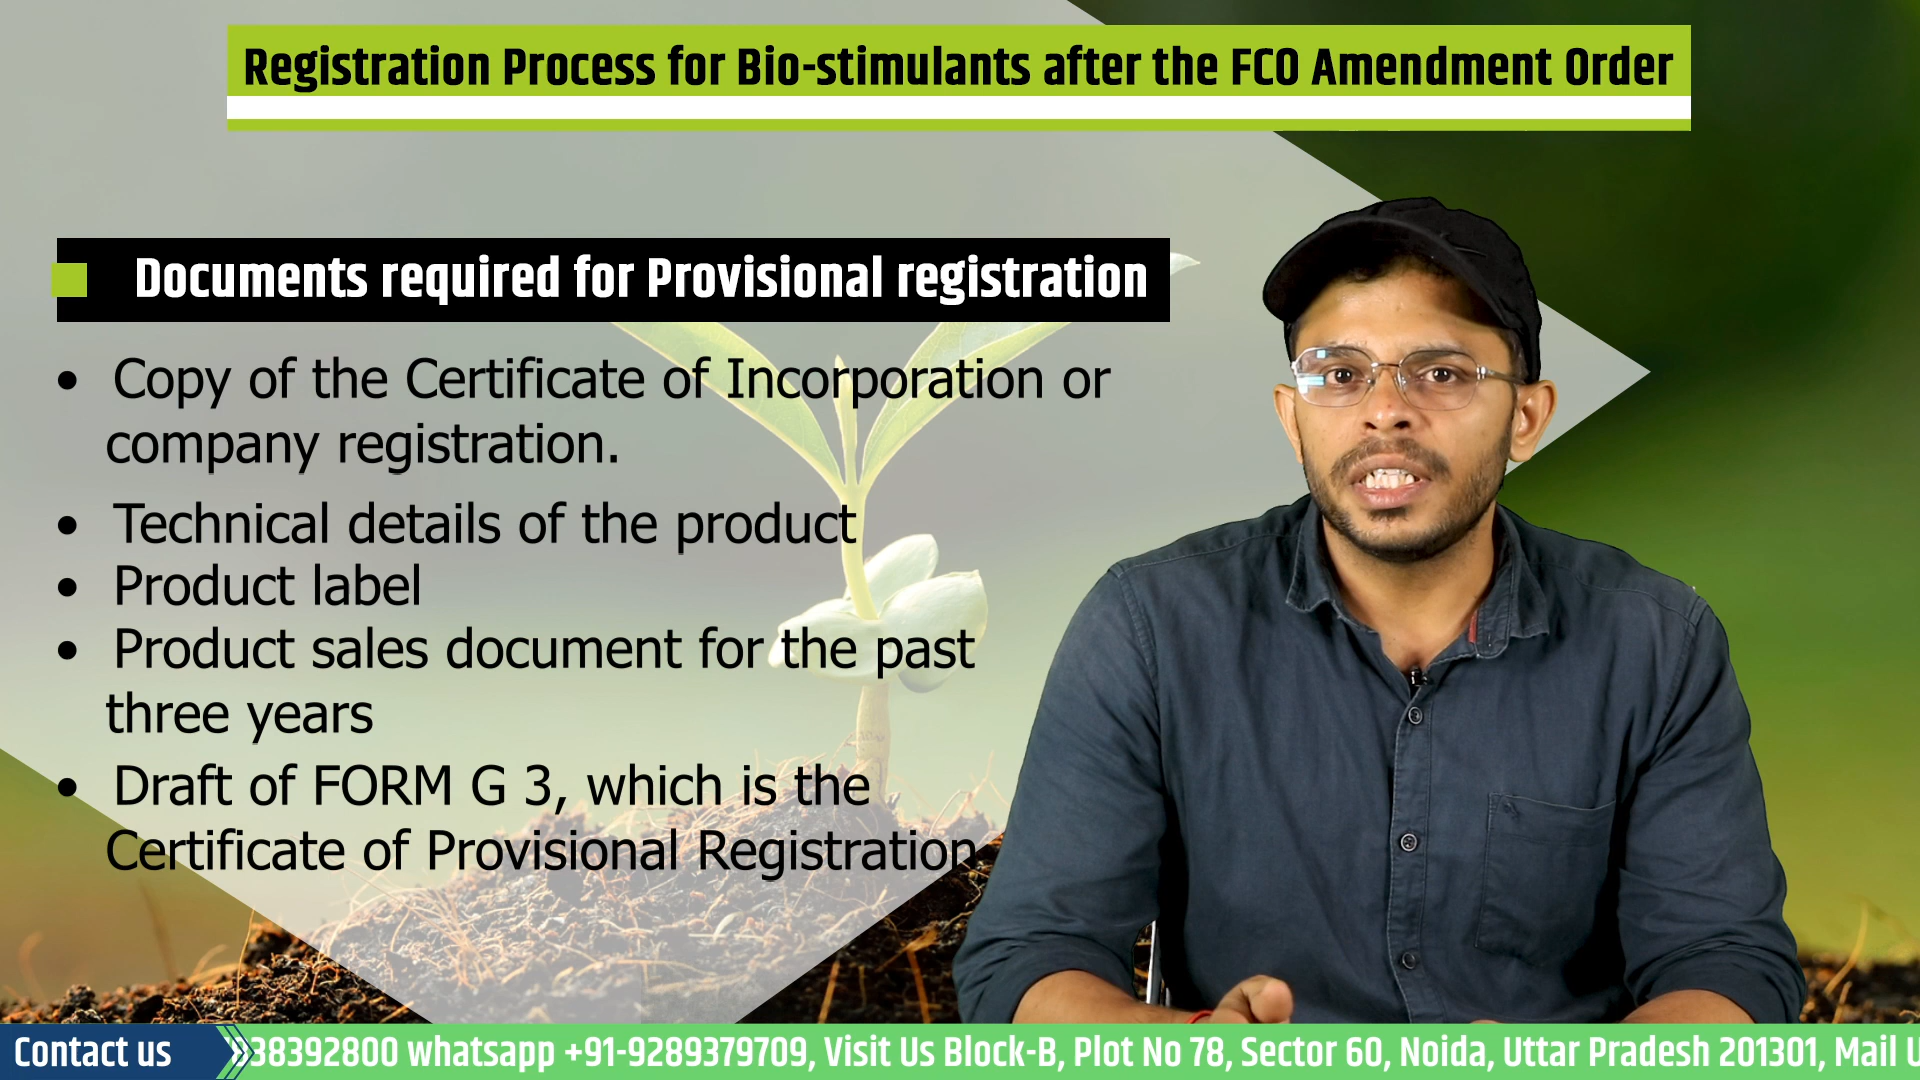 Registration Process for Bio-stimulants after the FCO Amendment Order
Documents required for Provisional registration
• Copy of the Certificate of Incorporation or
company registration.
• Technical details of the product
• Product label
• Product sales document for the past
three years
• Draft of FORM G 3, which is the
Certificate of Provisional Registration
Contact us
38392800 whatsapp +91-9289379709, Visit Us Block-B, Plot No 78, Sector 60, Noida, Uttar Pradesh 201301, Mail